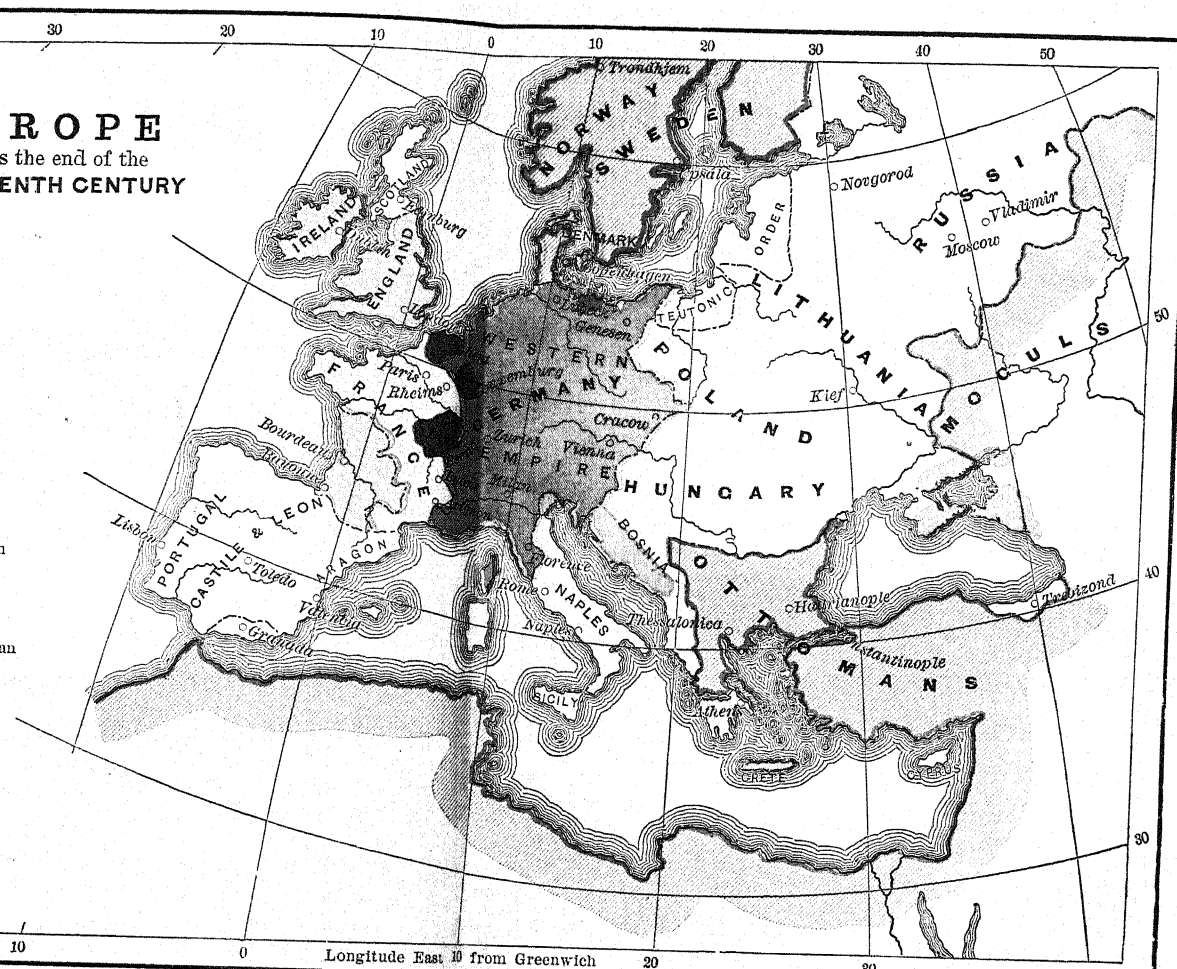 30 20 10 0 10 20 30 40 50
ROPE
s the end of the
ENTH CENTURY
Trondhjem
NORWAY
SWEDEN
Upsala
Novgorod
RUSSIA
Vladimir
Moscow
SCOTLAND
IRELAND
ENGLAND
DENMARK
Copenhagen
ORDER
TEUTONIC
LITHUANIA
MOGULS
50
WESTERN
GERMANY
EMPIRE
Genesen
POLAND
Kief
Paris
Rheims
FRANCE
Cracow
Zurich
Vienna
HUNGARY
Bourdeaux
Bayonne
PORTUGAL
CASTILE & LEON
ARAGON
Lisbon
Toledo
Granada
BOSNIA
Florence
Rome
NAPLES
Naples
OTTOMANS
Hadrianople
Thessalonica
Constantinople
Trebizond
40
SICILY
Athens
CRETE
CYPRUS
n
an
30
10 0 Longitude East 10 from Greenwich 20 30